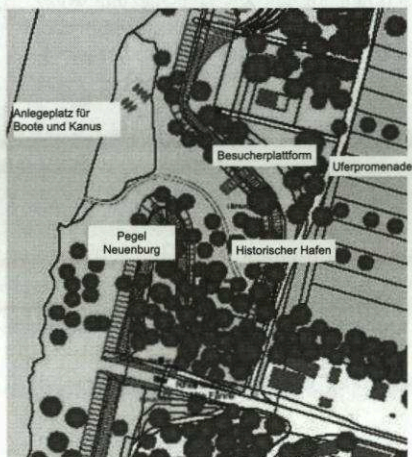 Anlegeplatz für
Boote und Kanus
Besucherplattform
Uferpromenade
Pegel
Neuenburg
Historischer Hafen